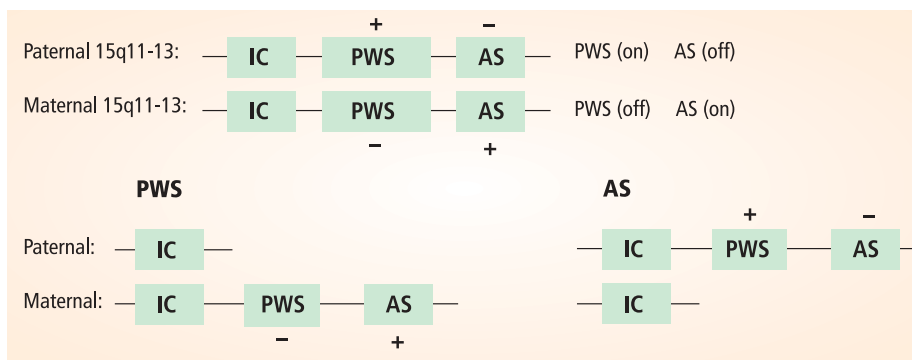 + −
Paternal 15q11-13: IC PWS AS PWS (on) AS (off)
Maternal 15q11-13: IC PWS AS PWS (off) AS (on)
− +
PWS AS
+ −
Paternal: IC IC PWS AS
Maternal: IC PWS AS IC
− +